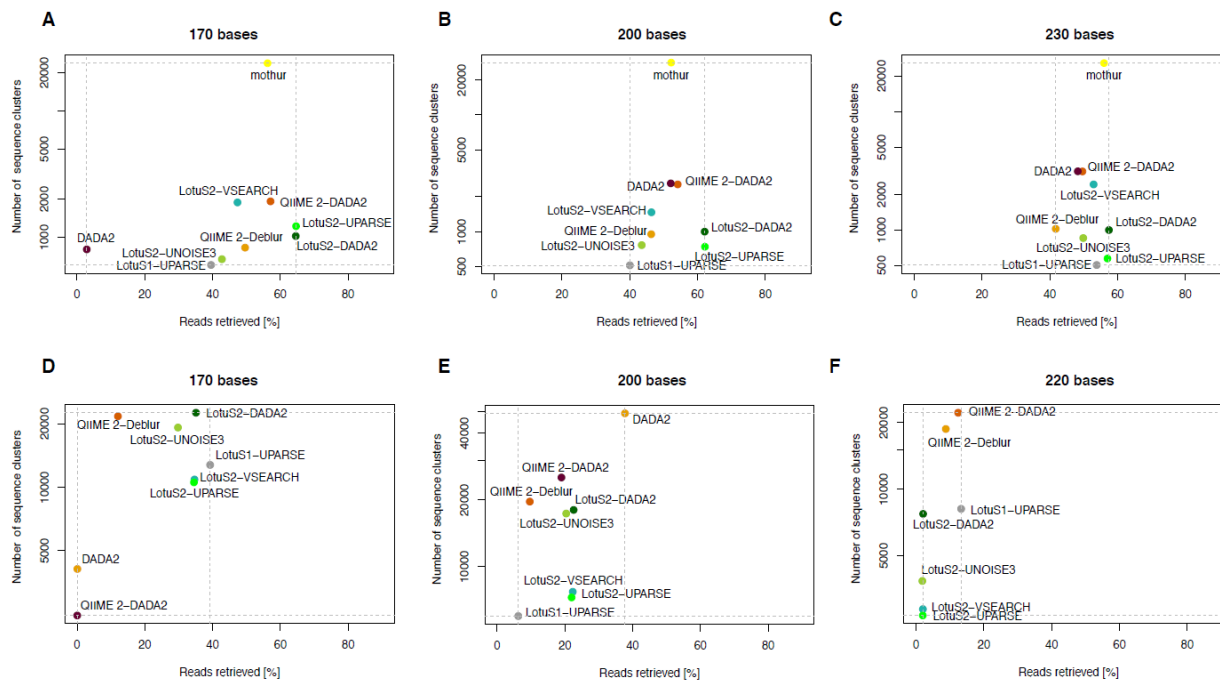 A
170 bases
Number of sequence clusters
20000
5000
2000
1000
mothur
LotuS2-VSEARCH
QIIME 2-DADA2
LotuS2-UPARSE
DADA2
QIIME 2-Deblur
LotuS2-DADA2
LotuS2-UNOISE3
LotuS1-UPARSE
0 20 40 60 80
Reads retrieved [%]
B
200 bases
Number of sequence clusters
20000
5000
2000
1000
500
mothur
DADA2
QIIME 2-DADA2
LotuS2-VSEARCH
QIIME 2-Deblur
LotuS2-DADA2
LotuS2-UNOISE3
LotuS2-UPARSE
LotuS1-UPARSE
0 20 40 60 80
Reads retrieved [%]
C
230 bases
Number of sequence clusters
20000
5000
2000
1000
500
mothur
DADA2
QIIME 2-DADA2
LotuS2-VSEARCH
QIIME 2-Deblur
LotuS2-DADA2
LotuS2-UNOISE3
LotuS1-UPARSE
LotuS2-UPARSE
0 20 40 60 80
Reads retrieved [%]
D
170 bases
Number of sequence clusters
20000
10000
5000
LotuS2-DADA2
QIIME 2-Deblur
LotuS2-UNOISE3
LotuS1-UPARSE
LotuS2-VSEARCH
LotuS2-UPARSE
DADA2
QIIME 2-DADA2
0 20 40 60 80
Reads retrieved [%]
E
200 bases
Number of sequence clusters
40000
20000
10000
DADA2
QIIME 2-DADA2
QIIME 2-Deblur
LotuS2-DADA2
LotuS2-UNOISE3
LotuS2-VSEARCH
LotuS2-UPARSE
LotuS1-UPARSE
0 20 40 60 80
Reads retrieved [%]
F
220 bases
Number of sequence clusters
20000
10000
5000
QIIME 2-DADA2
QIIME 2-Deblur
LotuS1-UPARSE
LotuS2-DADA2
LotuS2-UNOISE3
LotuS2-VSEARCH
LotuS2-UPARSE
0 20 40 60 80
Reads retrieved [%]